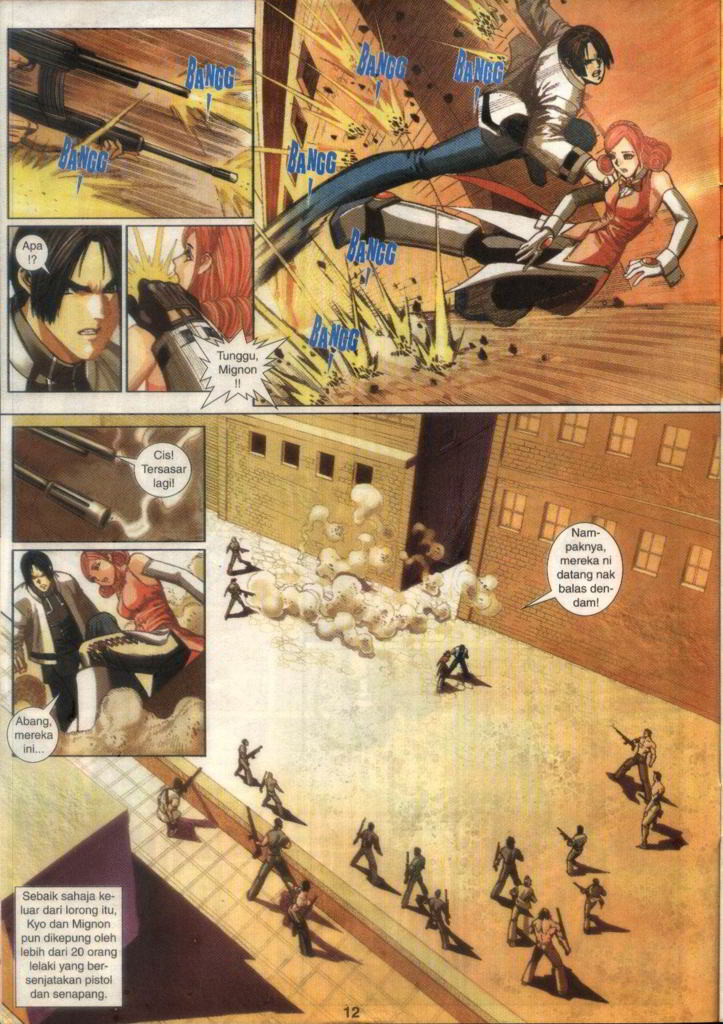 BANGG
!
BANGG
!
BANGG
!
BANGG
!
BANGG
!
BANGG
!
BANGG
!
Apa
!?
Tunggu,
Mignon
!!
Cis!
Tersasar
lagi!
Abang,
mereka
ini...
Nam-
paknya,
mereka ni
datang nak
balas den-
dam!
Sebaik sahaja ke-
luar dari lorong itu,
Kyo dan Mignon
pun dikepung oleh
lebih dari 20 orang
lelaki yang ber-
senjatakan pistol
dan senapang.
12